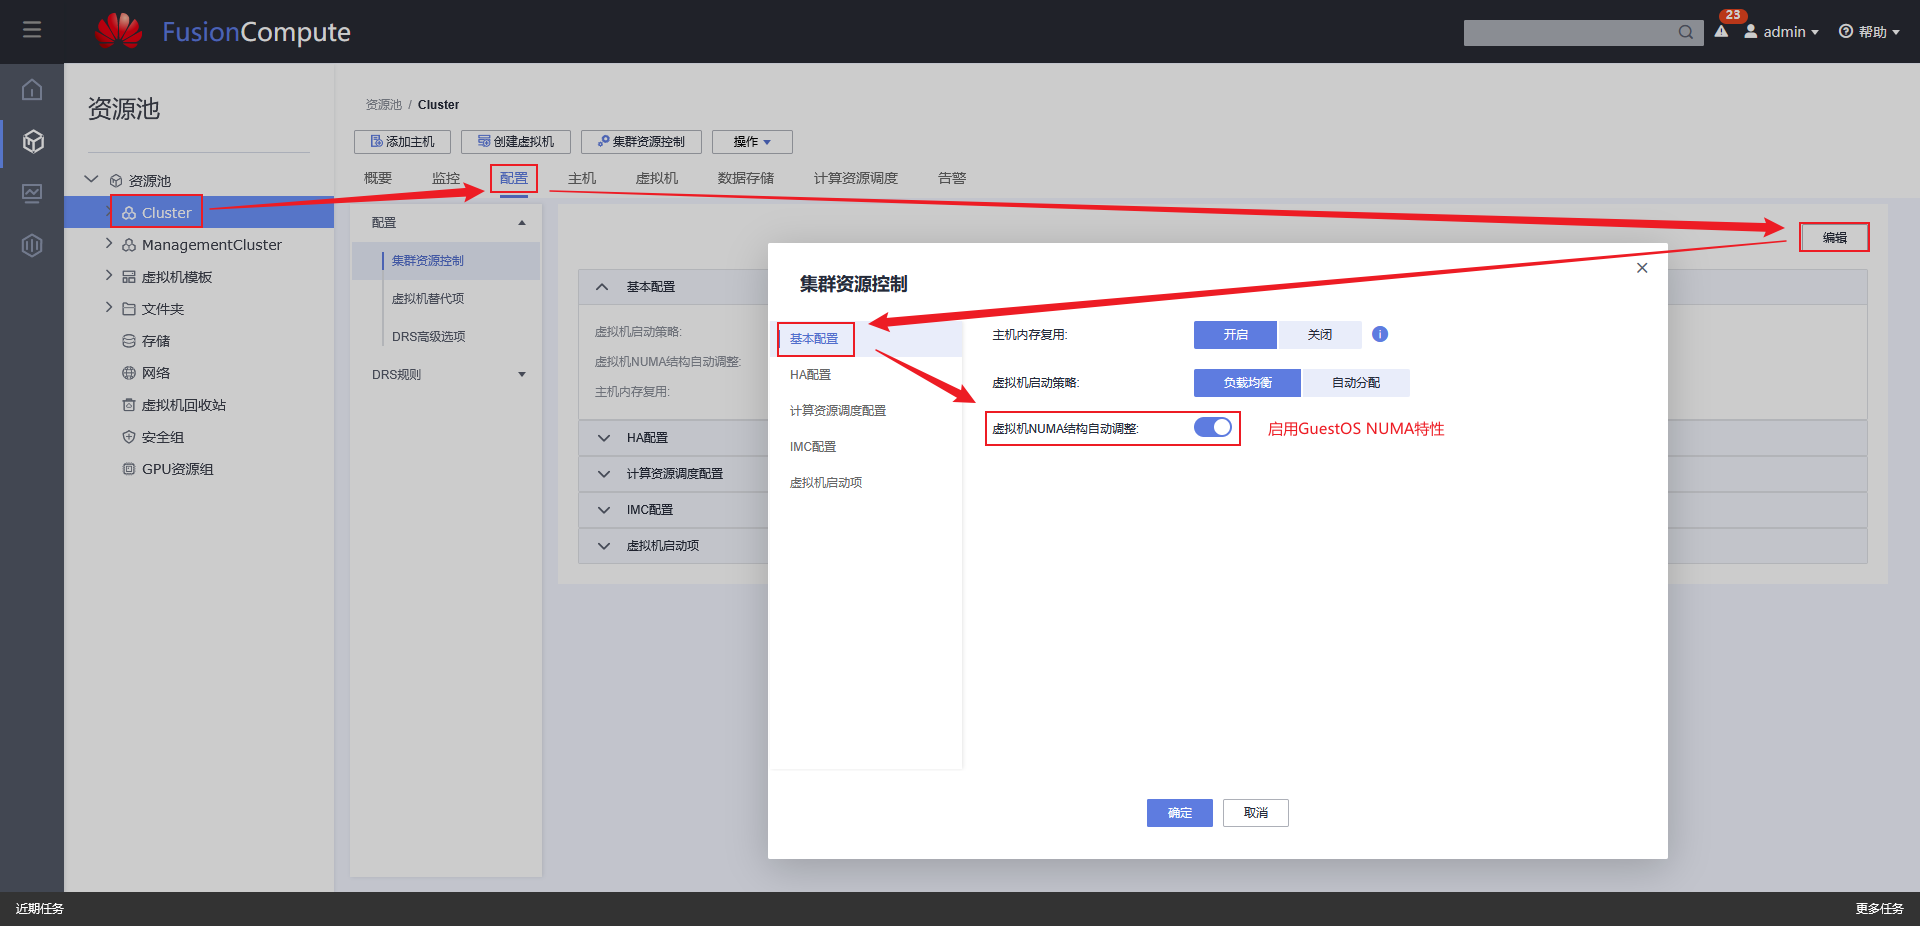 FusionCompute
23
admin
帮助
资源池
资源池
Cluster
ManagementCluster
虚拟机模板
文件夹
存储
网络
虚拟机回收站
安全组
GPU资源组
资源池 / Cluster
添加主机 创建虚拟机 集群资源控制 操作
概要 监控 配置 主机 虚拟机 数据存储 计算资源调度 告警
配置
集群资源控制
虚拟机替代项
DRS高级选项
DRS规则
编辑
基本配置
虚拟机启动策略:
虚拟机NUMA结构自动调整:
主机内存复用:
HA配置
计算资源调度配置
IMC配置
虚拟机启动项
集群资源控制
基本配置
HA配置
计算资源调度配置
IMC配置
虚拟机启动项
主机内存复用: 开启 关闭
虚拟机启动策略: 负载均衡 自动分配
虚拟机NUMA结构自动调整: 启用GuestOS NUMA特性
确定 取消
近期任务 更多任务